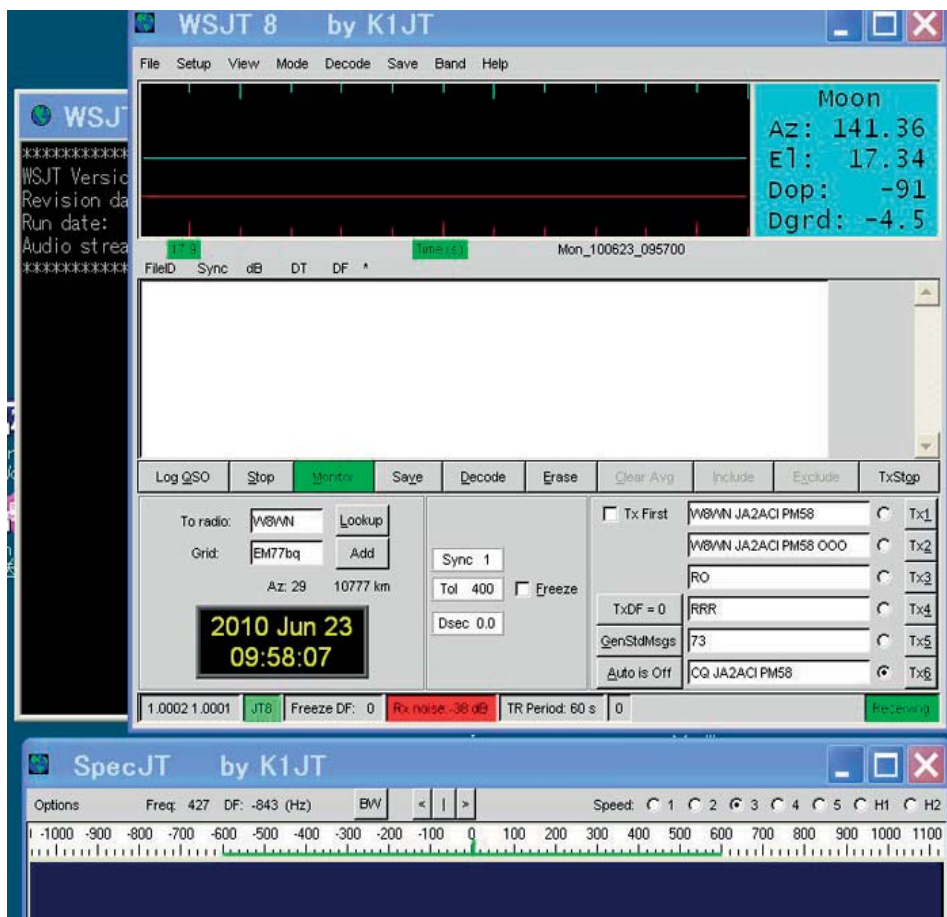 WSJT 8 by K1JT
File Setup View Mode Decode Save Band Help
Moon
Az: 141.36
El: 17.34
Dop: -91
Dgrd: -4.5
WSJ
***********
WSJT Versic
Revision da
Run date:
Audio strea
***********
17.9 Time (s) Mon_100623_095700
FileID Sync dB DT DF *
Log QSO Stop Monitor Save Decode Erase Clear Avg Include Exclude TxStop
To radio: W8WN Lookup
Grid: EM77bq Add
Az: 29 10777 km
2010 Jun 23
09:58:07
Sync 1
Tol 400 Freeze
Dsec 0.0
Tx First W8WN JA2ACI PM58 Tx1
W8WN JA2ACI PM58 OOO Tx2
RO Tx3
TxDF = 0 RRR Tx4
GenStdMsgs 73 Tx5
Auto is Off CQ JA2ACI PM58 Tx6
1.0002 1.0001 JT8 Freeze DF: 0 Rx noise:-38 dB TR Period: 60 s 0 Receiving
SpecJT by K1JT
Options Freq: 427 DF: -843 (Hz) BW < | > Speed: 1 2 3 4 5 H1 H2
-1000 -900 -800 -700 -600 -500 -400 -300 -200 -100 0 100 200 300 400 500 600 700 800 900 1000 1100